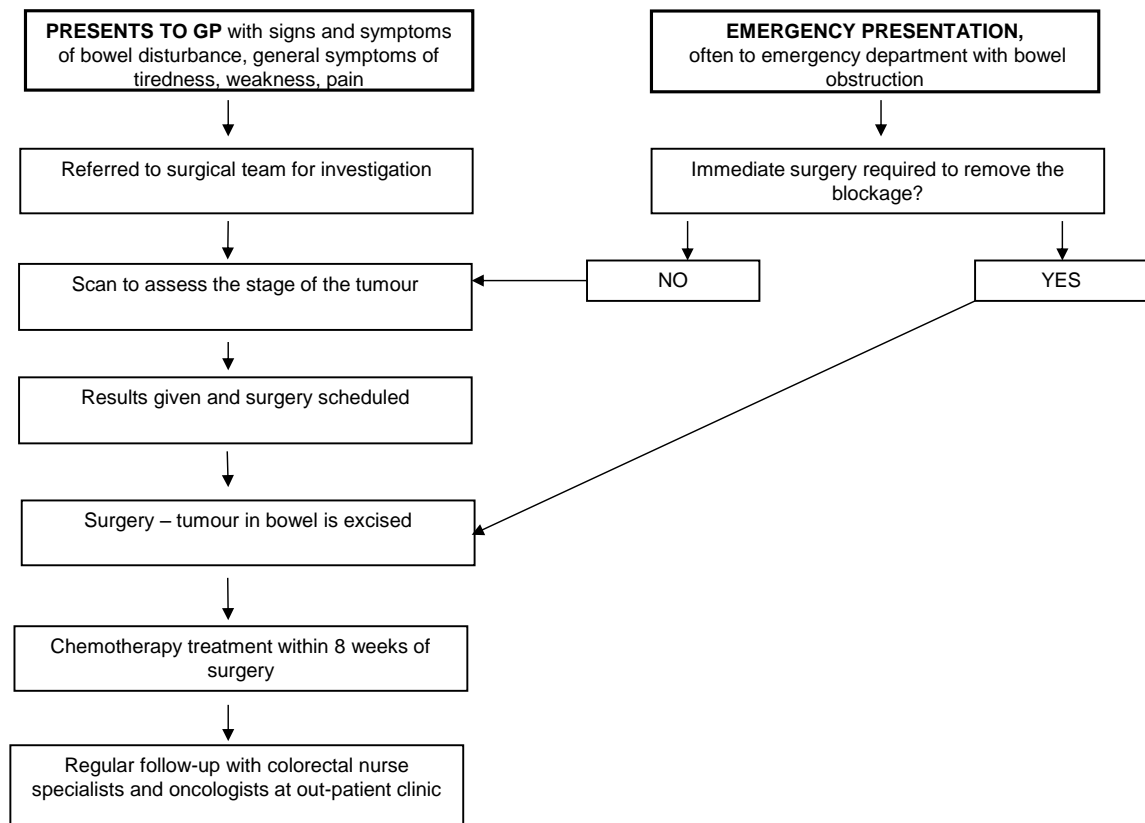 PRESENTS TO GP with signs and symptoms
of bowel disturbance, general symptoms of
tiredness, weakness, pain
EMERGENCY PRESENTATION,
often to emergency department with bowel
obstruction
Referred to surgical team for investigation
Immediate surgery required to remove the
blockage?
Scan to assess the stage of the tumour
NO
YES
Results given and surgery scheduled
Surgery – tumour in bowel is excised
Chemotherapy treatment within 8 weeks of
surgery
Regular follow-up with colorectal nurse
specialists and oncologists at out-patient clinic